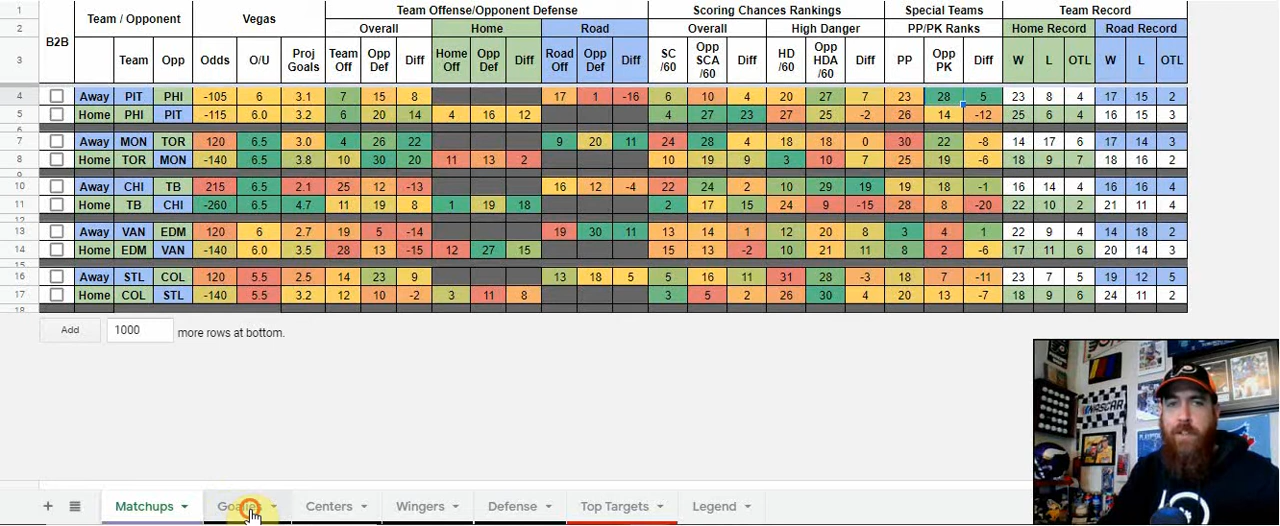 1 Team / Opponent Vegas Team Offense/Opponent Defense Scoring Chances Rankings Special Teams Team Record
2 B2B Overall Home Road Overall High Danger PP/PK Ranks Home Record Road Record
3 Team Opp Odds O/U Proj Goals Team Off Opp Def Diff Home Off Opp Def Diff Road Off Opp Def Diff SC /60 Opp SCA /60 Diff HD /60 Opp HDA /60 Diff PP Opp PK Diff W L OTL W L OTL
4 Away PIT PHI -105 6 3.1 7 15 8 17 1 -16 6 10 4 20 27 7 23 28 5 23 8 4 17 15 2
5 Home PHI PIT -115 6.0 3.2 6 20 14 4 16 12 4 27 23 27 25 -2 26 14 -12 25 6 4 16 15 3
6
7 Away MON TOR 120 6.5 3.0 4 26 22 9 20 11 24 28 4 18 18 0 30 22 -8 14 17 6 17 14 3
8 Home TOR MON -140 6.5 3.8 10 30 20 11 13 2 10 19 9 3 10 7 25 19 -6 18 9 7 18 16 2
9
10 Away CHI TB 215 6.5 2.1 25 12 -13 16 12 -4 22 24 2 10 29 19 19 18 -1 16 14 4 16 16 4
11 Home TB CHI -260 6.5 4.7 11 19 8 1 19 18 2 17 15 24 9 -15 28 8 -20 22 10 2 21 11 4
12
13 Away VAN EDM 120 6 2.7 19 5 -14 19 30 11 13 14 1 12 20 8 3 4 1 22 9 4 14 18 2
14 Home EDM VAN -140 6.0 3.5 28 13 -15 12 27 15 15 13 -2 10 21 11 8 2 -6 17 11 6 20 14 3
15
16 Away STL COL 120 5.5 2.5 14 23 9 13 18 5 5 16 11 31 28 -3 18 7 -11 23 7 5 19 12 5
17 Home COL STL -140 5.5 3.2 12 10 -2 3 11 8 3 5 2 26 30 4 20 13 -7 18 9 6 24 11 2
18
Add 1000 more rows at bottom.
NASCAR
+ Matchups Goalies Centers Wingers Defense Top Targets Legend